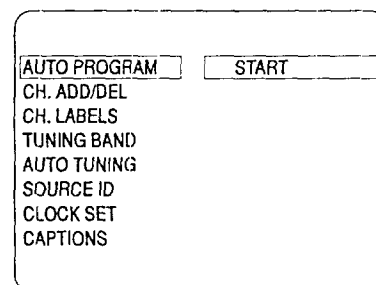 AUTO PROGRAM START
CH. ADD/DEL
CH. LABELS
TUNING BAND
AUTO TUNING
SOURCE ID
CLOCK SET
CAPTIONS